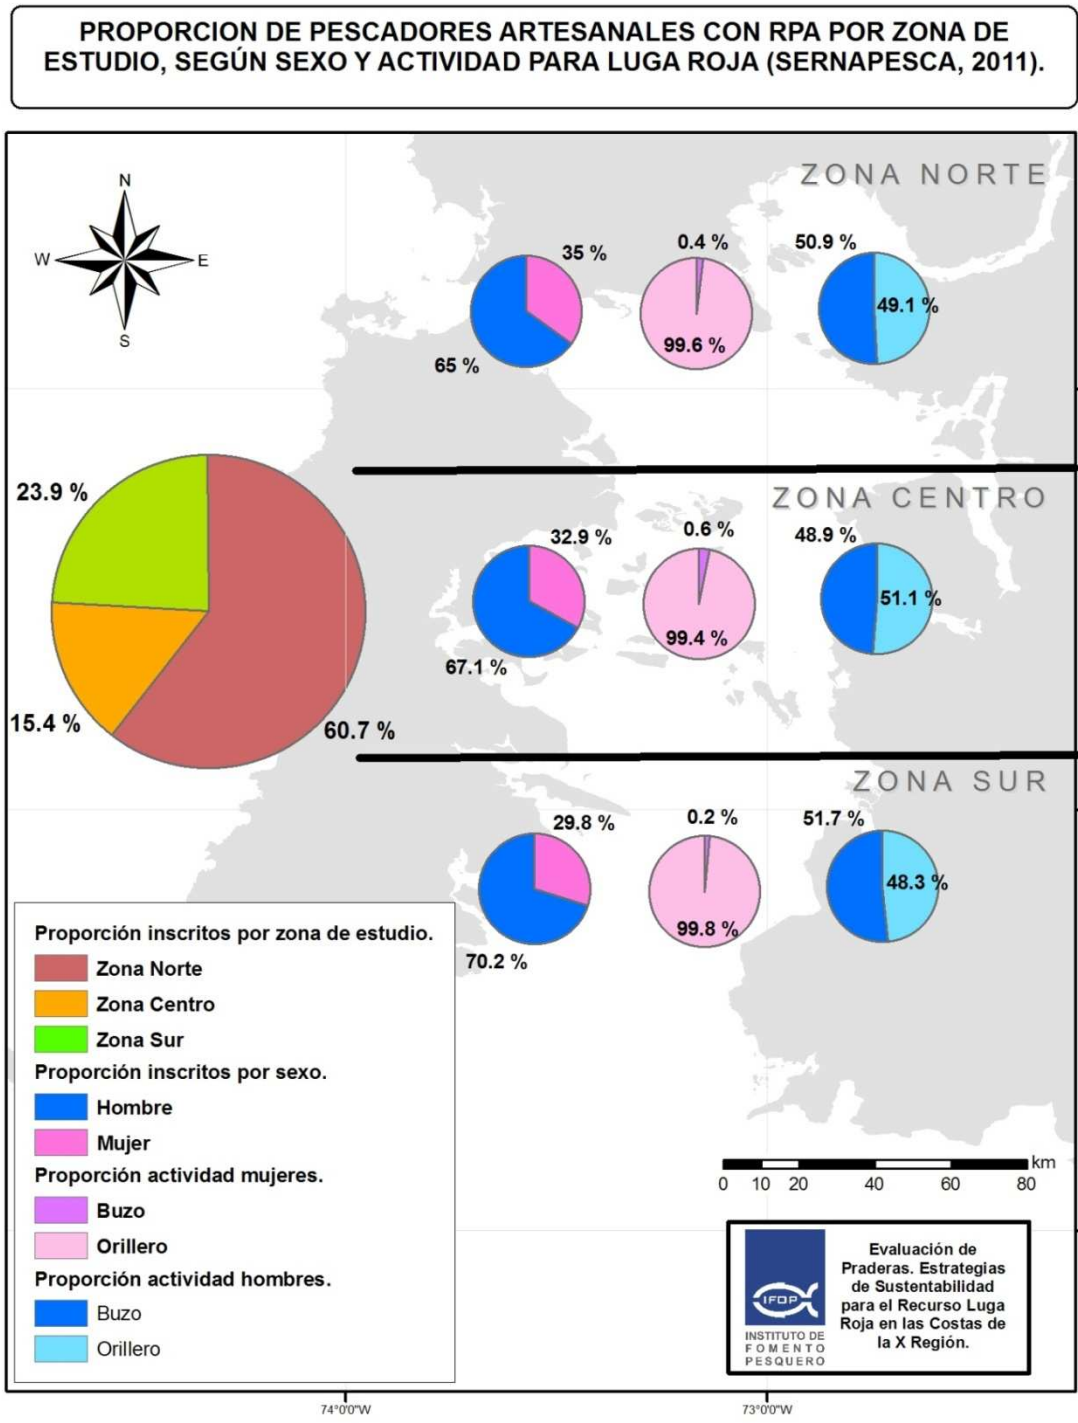 PROPORCION DE PESCADORES ARTESANALES CON RPA POR ZONA DE
ESTUDIO, SEGÚN SEXO Y ACTIVIDAD PARA LUGA ROJA (SERNAPESCA, 2011).
ZONA NORTE
N
W
E
S
35 %
65 %
0.4 %
99.6 %
50.9 %
49.1 %
23.9 %
15.4 %
60.7 %
ZONA CENTRO
32.9 %
67.1 %
0.6 %
99.4 %
48.9 %
51.1 %
ZONA SUR
29.8 %
70.2 %
0.2 %
99.8 %
51.7 %
48.3 %
Proporción inscritos por zona de estudio.
Zona Norte
Zona Centro
Zona Sur
Proporción inscritos por sexo.
Hombre
Mujer
Proporción actividad mujeres.
Buzo
Orillero
Proporción actividad hombres.
Buzo
Orillero
km
0 10 20 40 60 80
IFOP
INSTITUTO DE
FOMENTO
PESQUERO
Evaluación de
Praderas. Estrategias
de Sustentabilidad
para el Recurso Luga
Roja en las Costas de
la X Región.
74°0'0"W
73°0'0"W